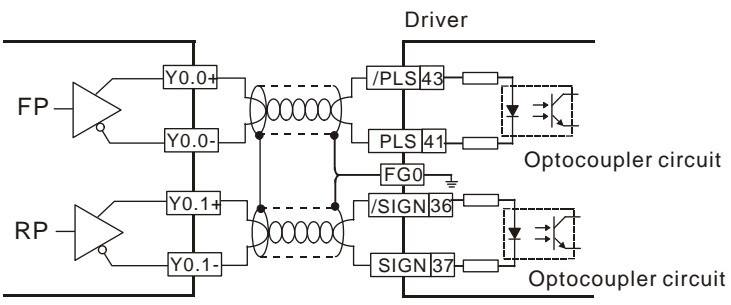 Driver
FP
Y0.0+
Y0.0-
/PLS 43
PLS 41
Optocoupler circuit
FG0
RP
Y0.1+
Y0.1-
/SIGN 36
SIGN 37
Optocoupler circuit